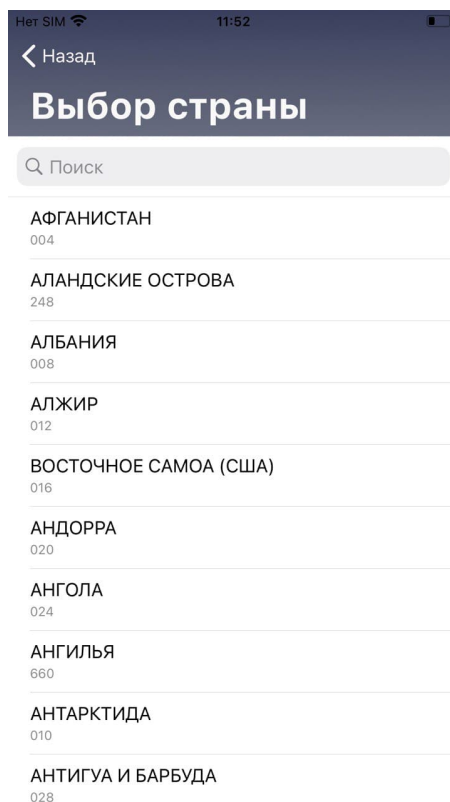 Нет SIM 11:52
Назад
Выбор страны
Поиск
АФГАНИСТАН
004
АЛАНДСКИЕ ОСТРОВА
248
АЛБАНИЯ
008
АЛЖИР
012
ВОСТОЧНОЕ САМОА (США)
016
АНДОРРА
020
АНГОЛА
024
АНГИЛЬЯ
660
АНТАРКТИДА
010
АНТИГУА И БАРБУДА
028